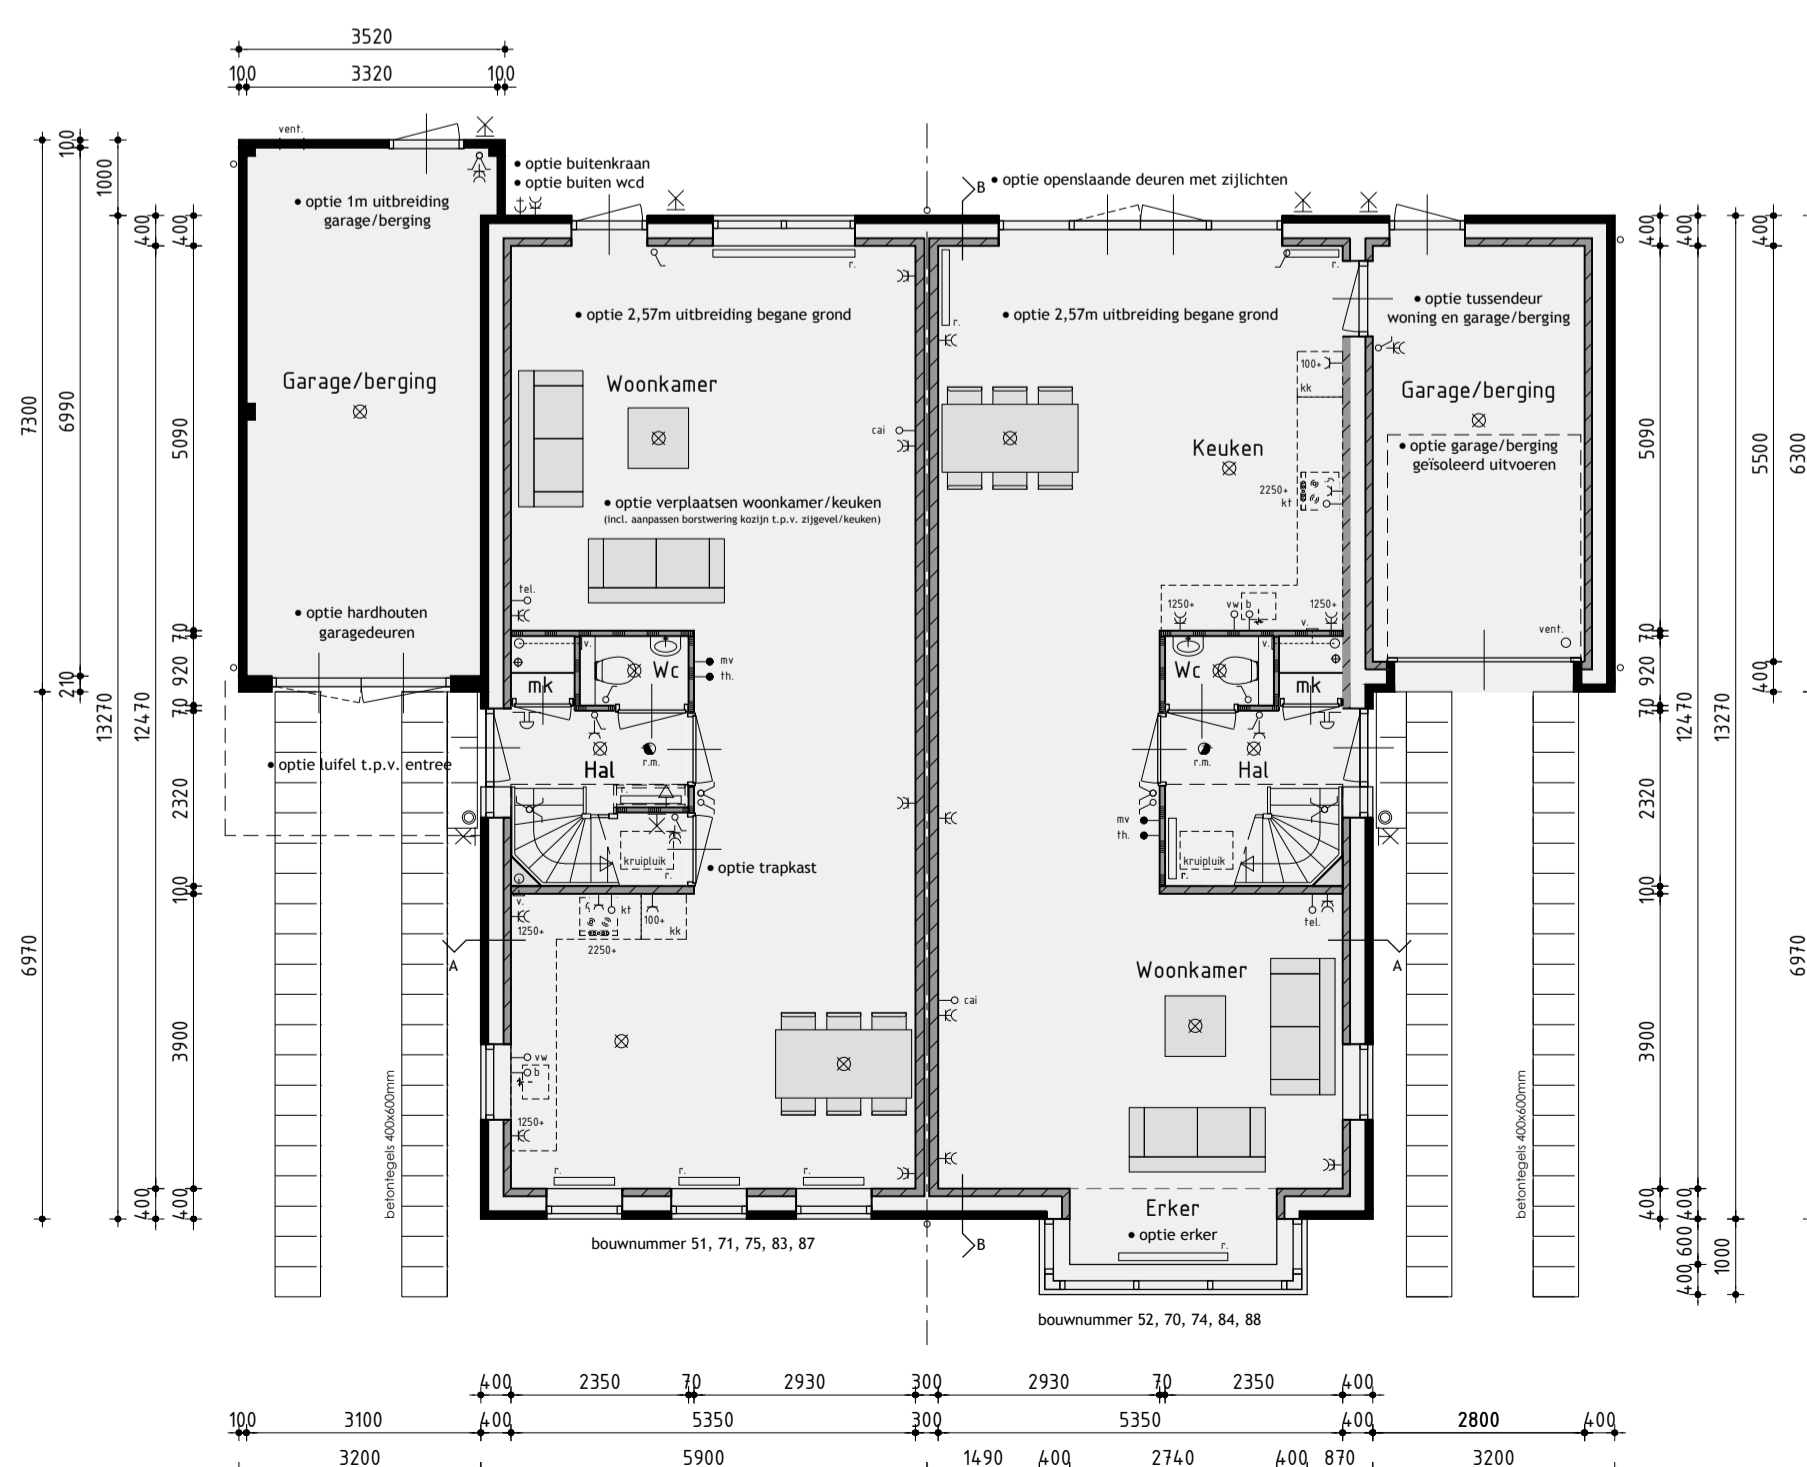 3520
100 3320 100
vent.
• optie buitenkraan
• optie buiten wcd
• optie 1m uitbreiding
garage/berging
B
• optie openslaande deuren met zijlichten
r.
r.
r.
• optie 2,57m uitbreiding begane grond
• optie 2,57m uitbreiding begane grond
• optie tussendeur
woning en garage/berging
Garage/berging
Woonkamer
100+
kk
Garage/berging
cai
Keuken
• optie garage/berging
geïsoleerd uitvoeren
2250+
kt
• optie verplaatsen woonkamer/keuken
(incl. aanpassen borstwering kozijn t.p.v. zijgevel/keuken)
tel.
• optie hardhouten
garagedeuren
1250+ vw b 1250+
v.
vent.
v.
Wc
mk
mv
th.
v.
Wc
mk
• optie luifel t.p.v. entree
Hal
r.m.
r.m.
Hal
mv
th.
kruipluik
r.
• optie trapkast
kruipluik
r.
v.
1250+
kt
100+
kk
2250+
tel.
A
A
Woonkamer
cai
vw
b
1250+
betontegels 400x600mm
betontegels 400x600mm
r. r. r.
Erker
• optie erker
r.
bouwnummer 51, 71, 75, 83, 87
B
bouwnummer 52, 70, 74, 84, 88
7300
6970
100
6990
210
1000
13270
400
12470
400
400
5090
70
920
70
2320
100
3900
400
400
5090
70
920
70
2320
100
3900
400
400
12470
400
600
400
13270
1000
400
5500
400
6300
6970
400 2350 70 2930 300 2930 70 2350 400
100 3100 400 5350 300 5350 400 2800 400
3200 5900 1490 400 2740 400 870 3200